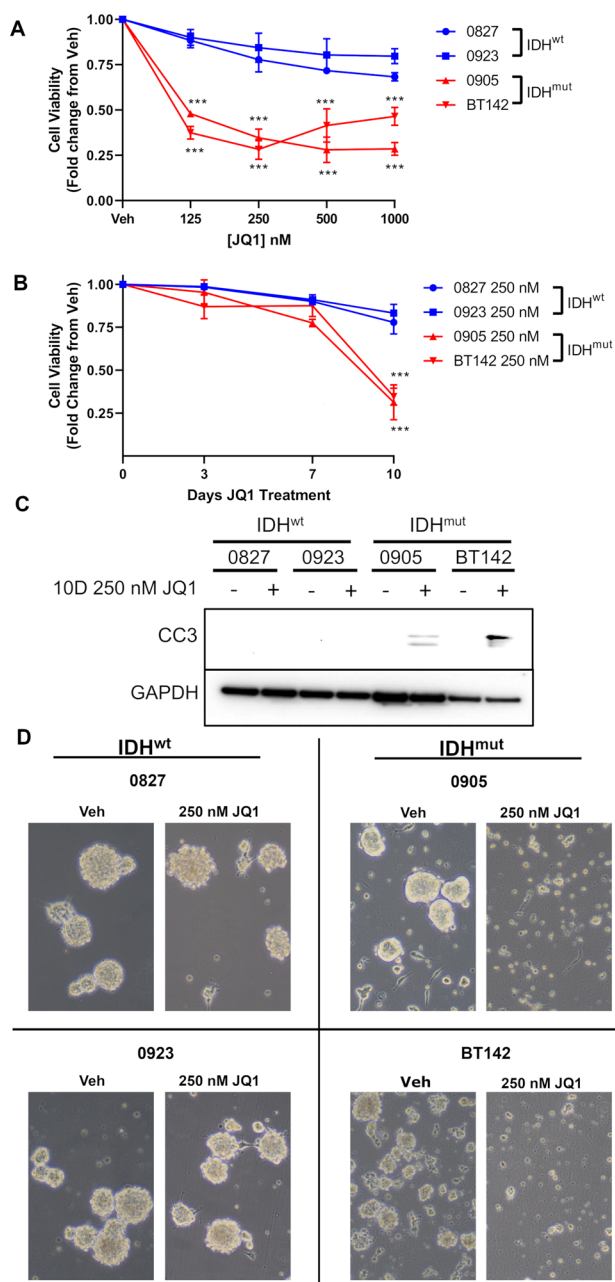 A
Cell Viability
(Fold change from Veh)
1.00
0.75
0.50
0.25
0.00
***
***
***
***
***
***
***
***
Veh
125
250
500
1000
[JQ1] nM
0827
0923
IDHwt
0905
BT142
IDHmut
B
Cell Viability
(Fold Change from Veh)
1.00
0.75
0.50
0.25
***
***
0
3
7
10
Days JQ1 Treatment
0827 250 nM
0923 250 nM
IDHwt
0905 250 nM
BT142 250 nM
IDHmut
C
IDHwt IDHmut
0827 0923 0905 BT142
10D 250 nM JQ1 - + - + - + - +
CC3
GAPDH
D
IDHwt IDHmut
0827 0905
Veh 250 nM JQ1 Veh 250 nM JQ1
0923 BT142
Veh 250 nM JQ1 Veh 250 nM JQ1